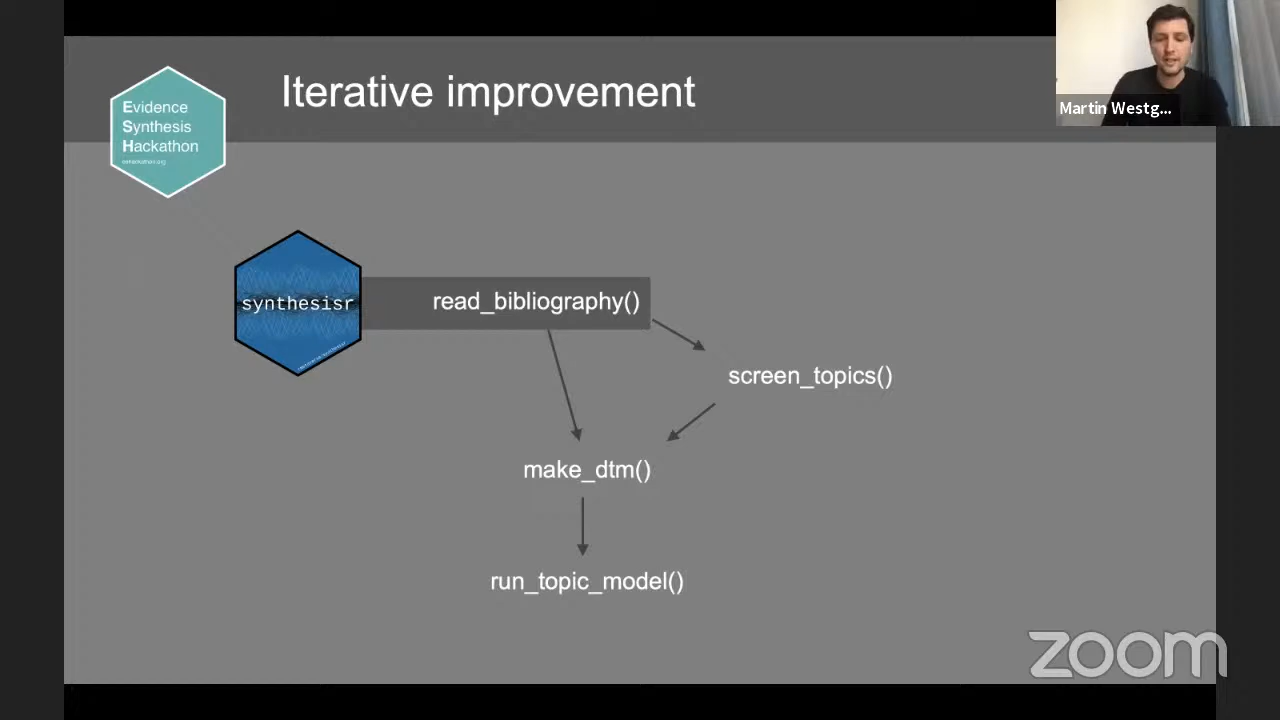 Iterative improvement
Evidence
Synthesis
Hackathon
Martin Westg...
synthesisr
read_bibliography()
screen_topics()
make_dtm()
run_topic_model()
zoom